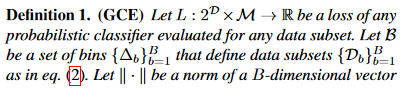 Definition 1. (GCE) Let L : 2^𝒟 × ℳ → ℝ be a loss of any
probabilistic classifier evaluated for any data subset. Let ℬ
be a set of bins {Δ_b}_{b=1}^B that define data subsets {𝒟_b}_{b=1}^B
as in eq. (2). Let ∥ · ∥ be a norm of a B-dimensional vector